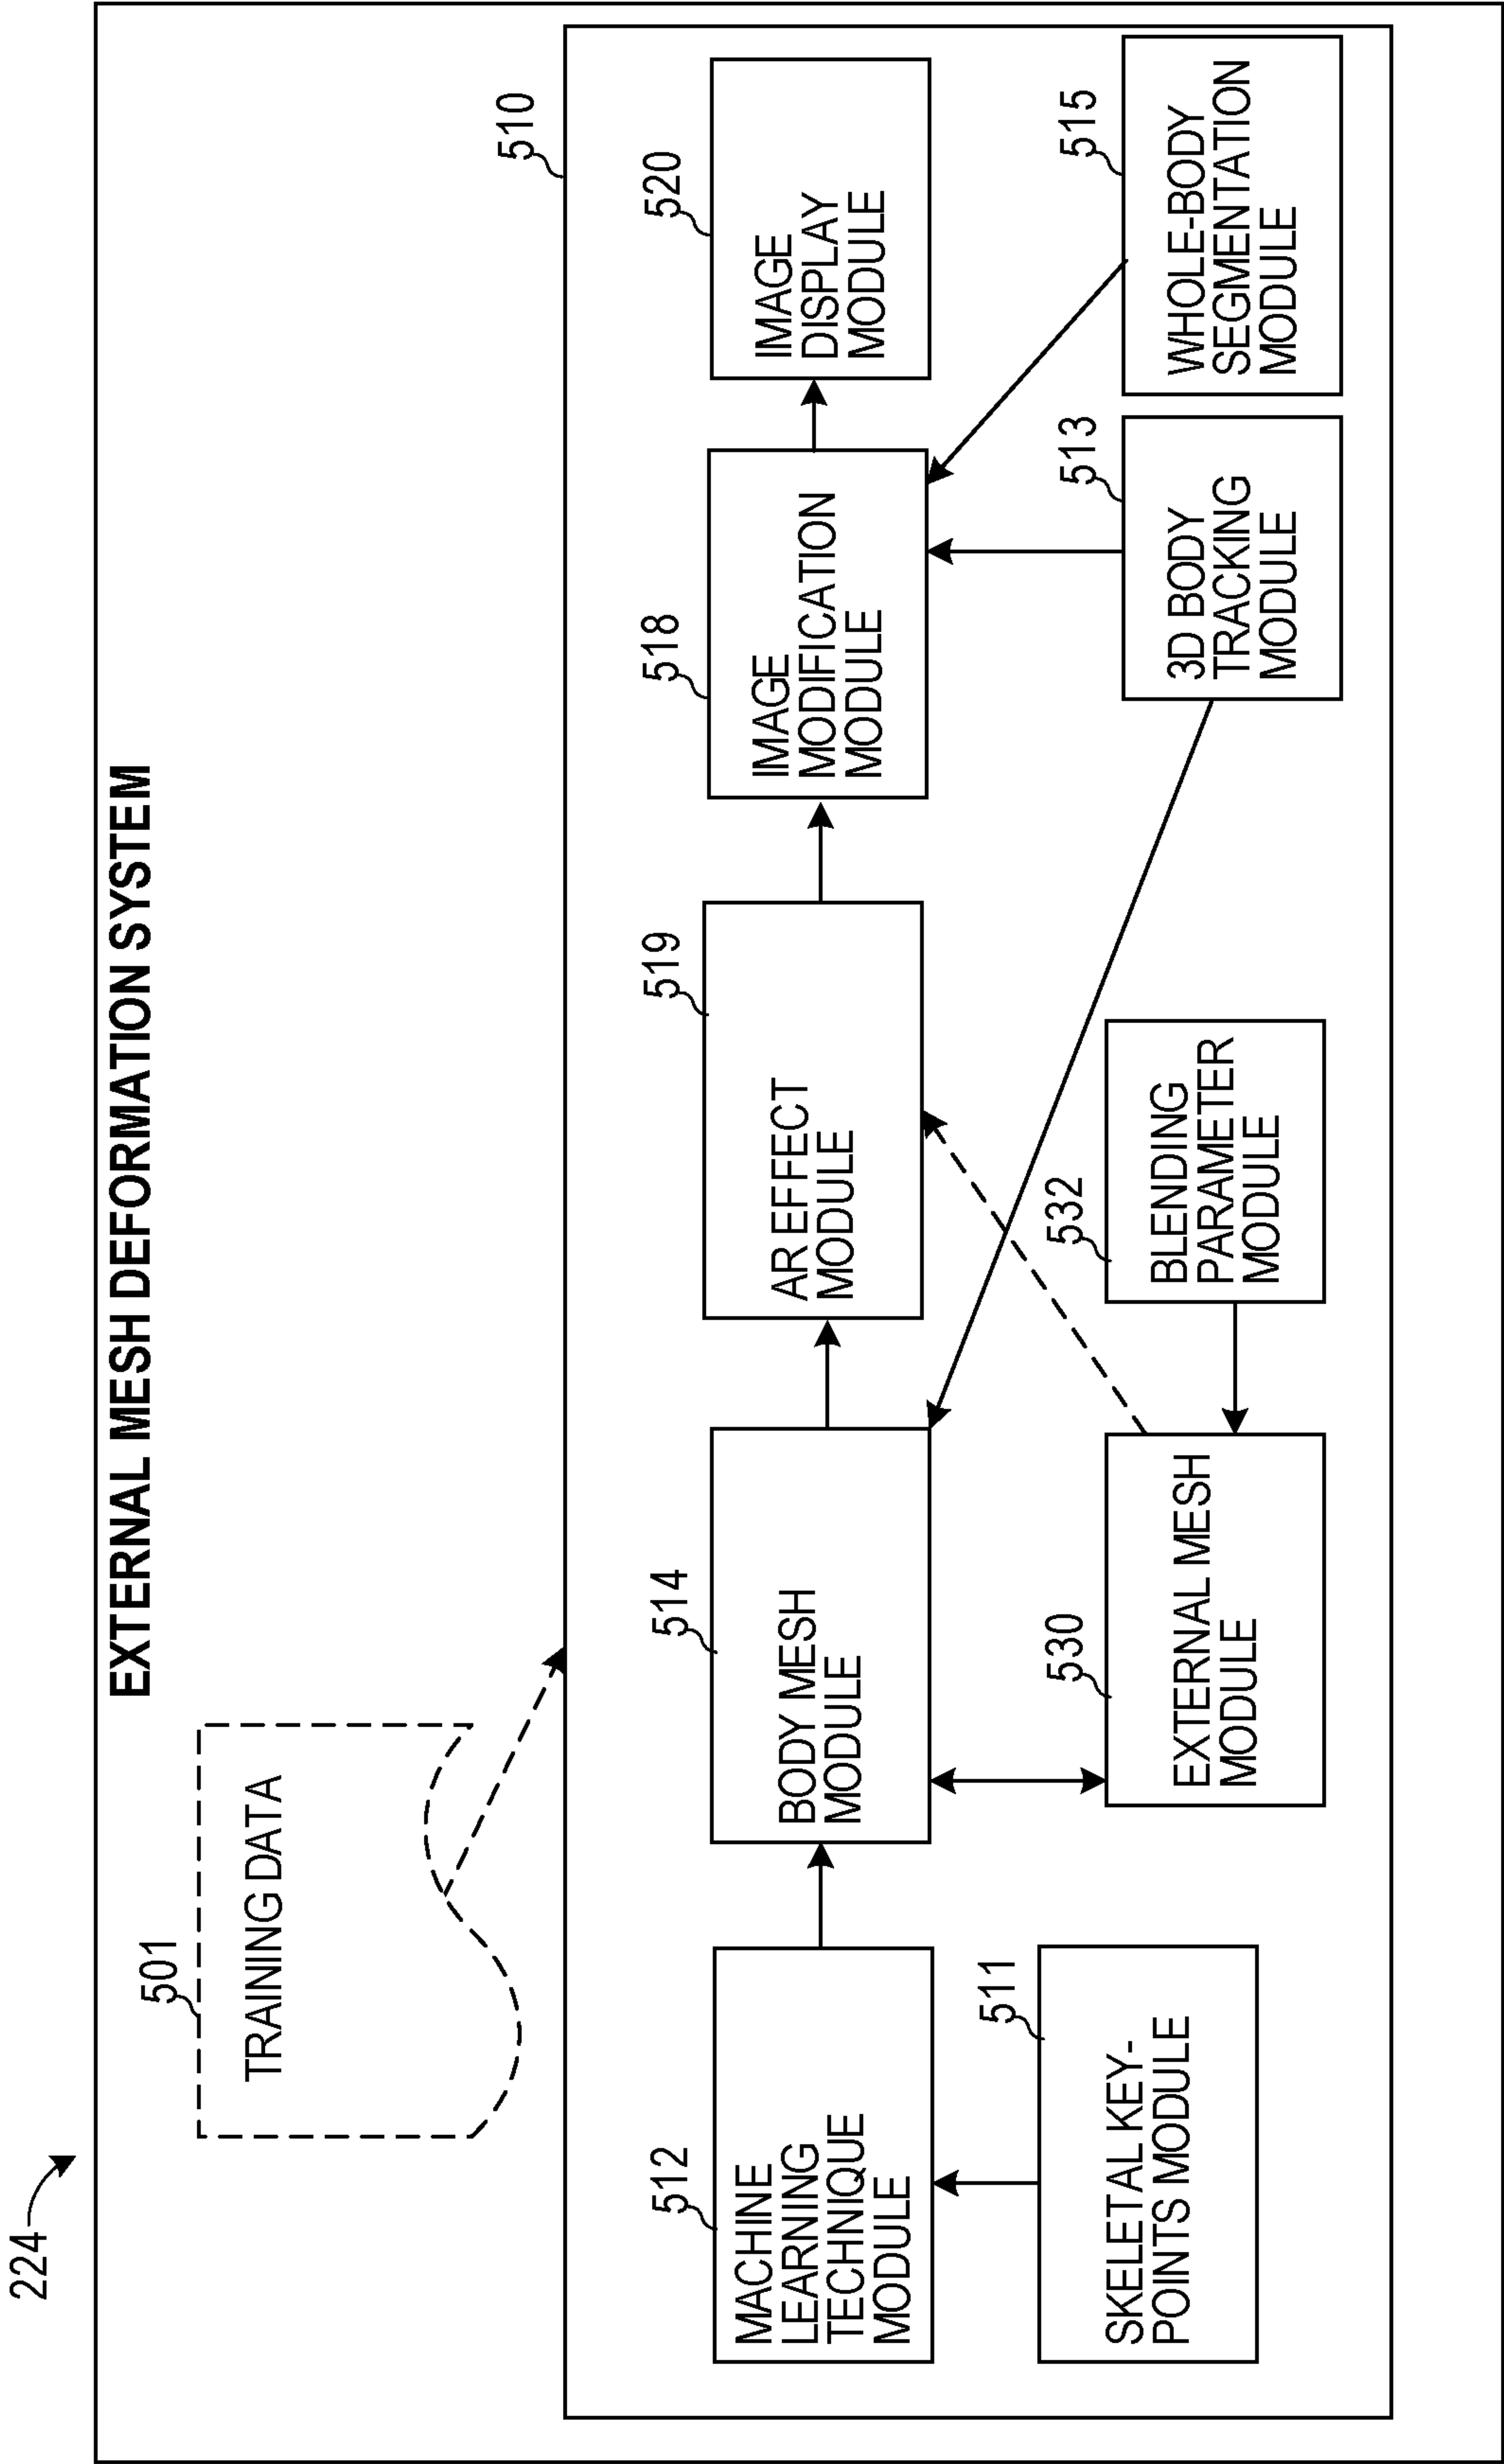 224
EXTERNAL MESH DEFORMATION SYSTEM
501
TRAINING DATA
510
512
MACHINE
LEARNING
TECHNIQUE
MODULE
514
BODY MESH
MODULE
519
AR EFFECT
MODULE
518
IMAGE
MODIFICATION
MODULE
520
IMAGE
DISPLAY
MODULE
511
SKELETAL KEY-
POINTS MODULE
530
EXTERNAL MESH
MODULE
532
BLENDING
PARAMETER
MODULE
513
3D BODY
TRACKING
MODULE
515
WHOLE-BODY
SEGMENTATION
MODULE